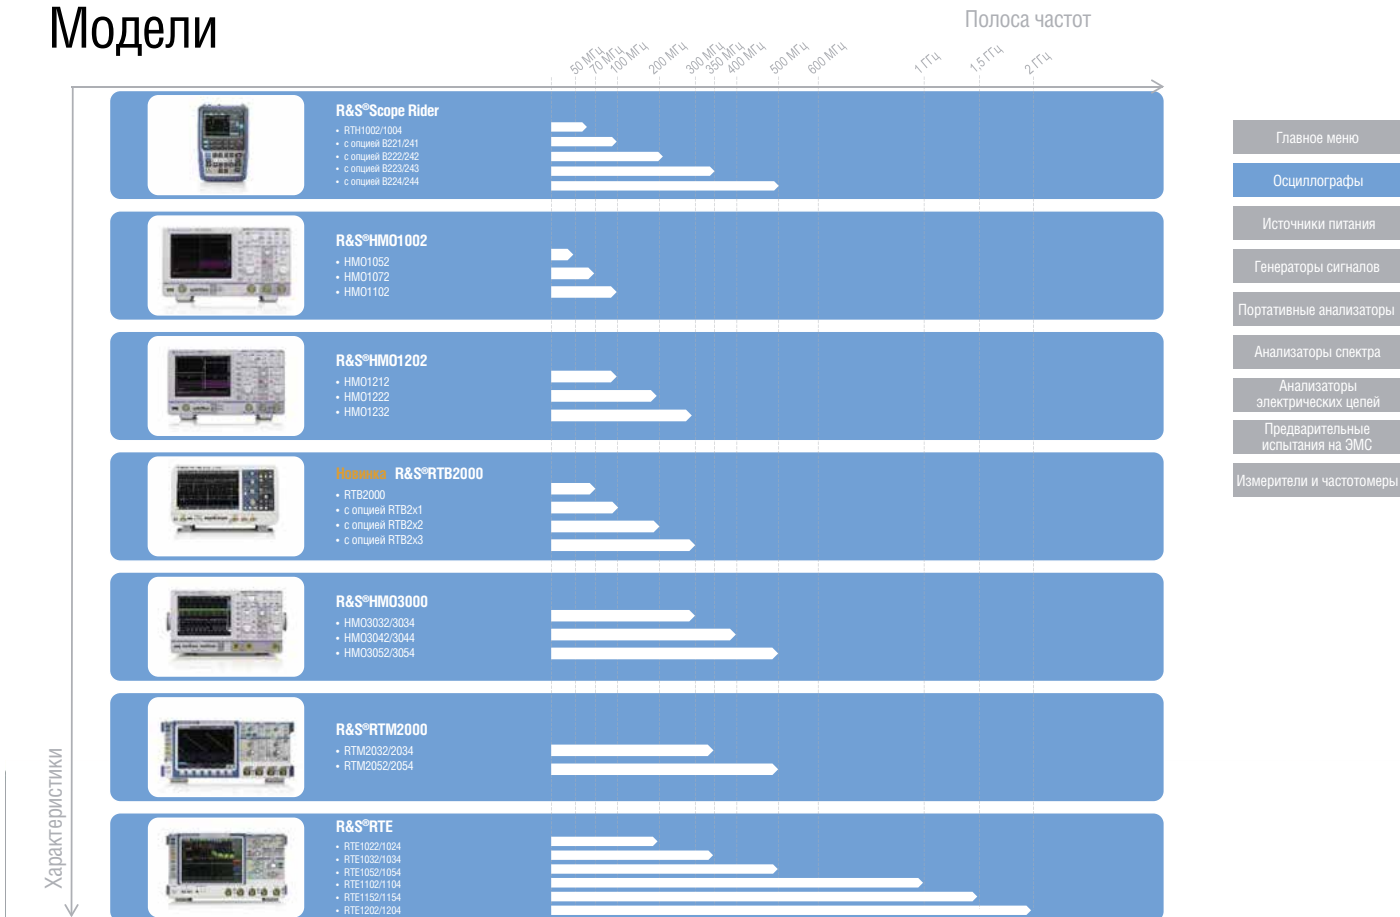 Модели
Полоса частот
50 МГц
70 МГц
100 МГц
200 МГц
300 МГц
350 МГц
400 МГц
500 МГц
600 МГц
1 ГГц
1,5 ГГц
2 ГГц
R&S®Scope Rider
• RTH1002/1004
• с опцией B221/241
• с опцией B222/242
• с опцией B223/243
• с опцией B224/244
R&S®HMO1002
• HMO1052
• HMO1072
• HMO1102
R&S®HMO1202
• HMO1212
• HMO1222
• HMO1232
Новинка R&S®RTB2000
• RTB2000
• с опцией RTB2x1
• с опцией RTB2x2
• с опцией RTB2x3
R&S®HMO3000
• HMO3032/3034
• HMO3042/3044
• HMO3052/3054
R&S®RTM2000
• RTM2032/2034
• RTM2052/2054
R&S®RTE
• RTE1022/1024
• RTE1032/1034
• RTE1052/1054
• RTE1102/1104
• RTE1152/1154
• RTE1202/1204
Характеристики
Главное меню
Осциллографы
Источники питания
Генераторы сигналов
Портативные анализаторы
Анализаторы спектра
Анализаторы
электрических цепей
Предварительные
испытания на ЭМС
Измерители и частотомеры